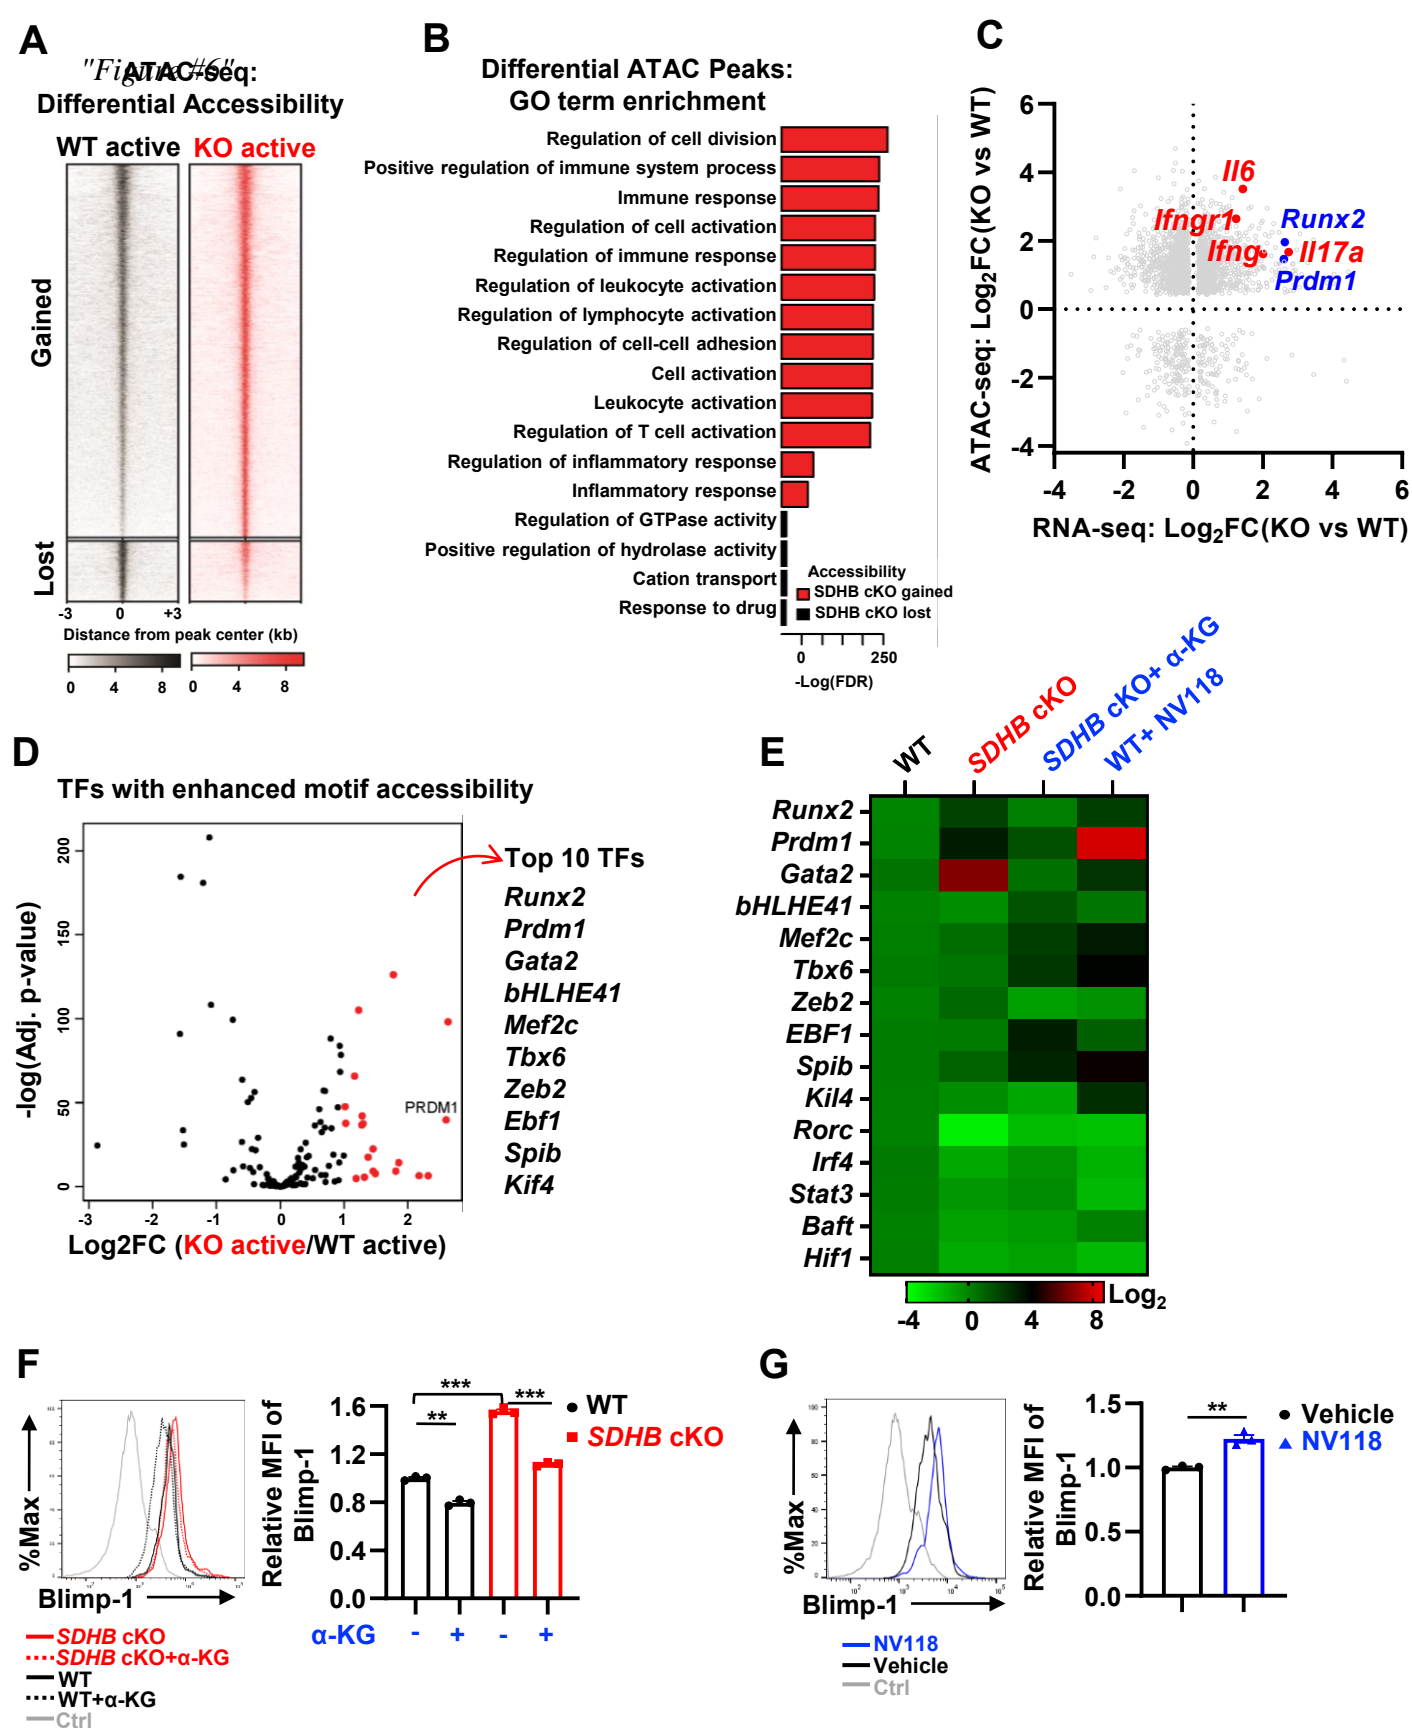 A
"Figure #6"
ATAC-seq:
Differential Accessibility
WT active KO active
Gained
Lost
-3 0 +3
Distance from peak center (kb)
0 4 8
0 4 8
B
Differential ATAC Peaks:
GO term enrichment
Regulation of cell division
Positive regulation of immune system process
Immune response
Regulation of cell activation
Regulation of immune response
Regulation of leukocyte activation
Regulation of lymphocyte activation
Regulation of cell-cell adhesion
Cell activation
Leukocyte activation
Regulation of T cell activation
Regulation of inflammatory response
Inflammatory response
Regulation of GTPase activity
Positive regulation of hydrolase activity
Cation transport
Response to drug
Accessibility
SDHB cKO gained
SDHB cKO lost
0 250
-Log(FDR)
C
ATAC-seq: Log2FC(KO vs WT)
6
4
2
0
-2
-4
Il6
Ifngr1
Runx2
Ifng
Il17a
Prdm1
-4 -2 0 2 4 6
RNA-seq: Log2FC(KO vs WT)
D
TFs with enhanced motif accessibility
-log(Adj. p-value)
200
150
100
50
0
PRDM1
-3 -2 -1 0 1 2
Log2FC (KO active/WT active)
Top 10 TFs
Runx2
Prdm1
Gata2
bHLHE41
Mef2c
Tbx6
Zeb2
Ebf1
Spib
Kif4
E
WT
SDHB cKO
SDHB cKO+ α-KG
WT+ NV118
Runx2
Prdm1
Gata2
bHLHE41
Mef2c
Tbx6
Zeb2
EBF1
Spib
Kil4
Rorc
Irf4
Stat3
Baft
Hif1
Log2
-4 0 4 8
F
%Max
Blimp-1
SDHB cKO
SDHB cKO+α-KG
WT
WT+α-KG
Ctrl
Relative MFI of
Blimp-1
1.6
1.2
0.8
0.4
0.0
***
**
***
WT
SDHB cKO
α-KG - + - +
G
%Max
Blimp-1
NV118
Vehicle
Ctrl
Relative MFI of
Blimp-1
1.5
1.0
0.5
0.0
**
Vehicle
NV118